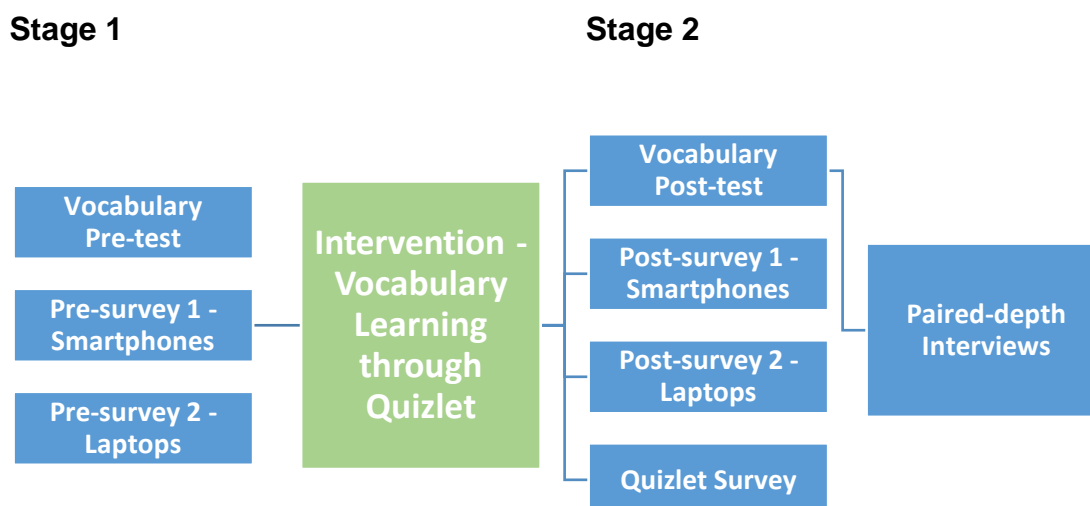 Stage 1
Stage 2
Vocabulary
Pre-test
Pre-survey 1 -
Smartphones
Pre-survey 2 -
Laptops
Intervention -
Vocabulary
Learning
through
Quizlet
Vocabulary
Post-test
Post-survey 1 -
Smartphones
Post-survey 2 -
Laptops
Quizlet Survey
Paired-depth
Interviews